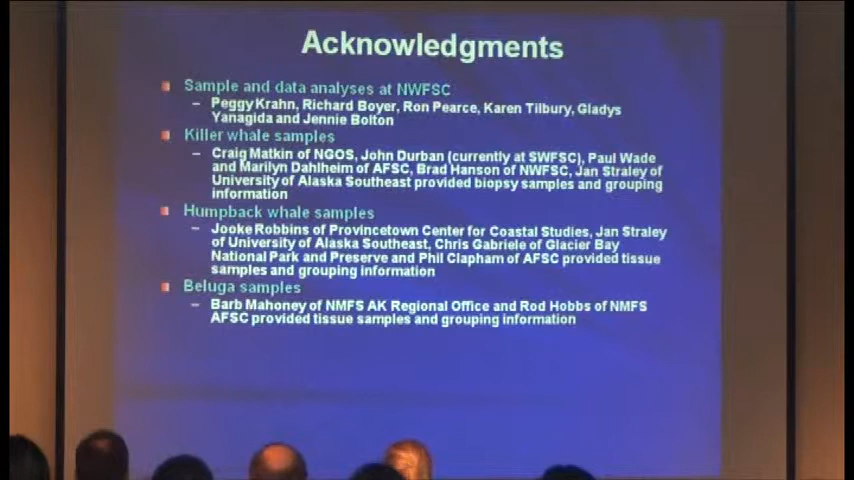 Acknowledgments
Sample and data analyses at NWFSC
– Peggy Krahn, Richard Boyer, Ron Pearce, Karen Tilbury, Gladys
Yanagida and Jennie Bolton
Killer whale samples
– Craig Matkin of NGOS, John Durban (currently at SWFSC), Paul Wade
and Marilyn Dahlheim of AFSC, Brad Hanson of NWFSC, Jan Straley of
University of Alaska Southeast provided biopsy samples and grouping
information
Humpback whale samples
– Jooke Robbins of Provincetown Center for Coastal Studies, Jan Straley
of University of Alaska Southeast, Chris Gabriele of Glacier Bay
National Park and Preserve and Phil Clapham of AFSC provided tissue
samples and grouping information
Beluga samples
– Barb Mahoney of NMFS AK Regional Office and Rod Hobbs of NMFS
AFSC provided tissue samples and grouping information